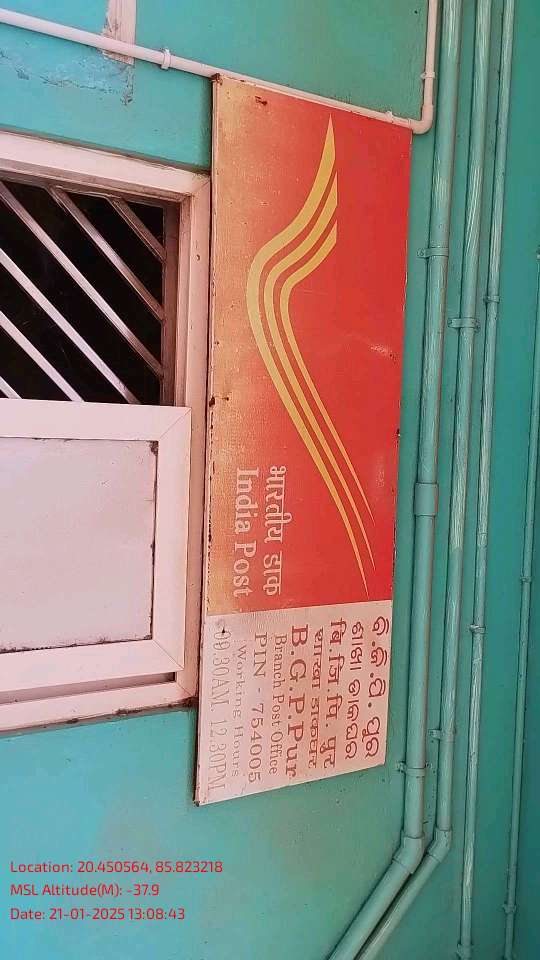 भारतीय डाक
India Post
ବି.ଜି.ପି. ପୁର
ଶାଖା ଡାକଘର
बि.जि.पि. पुर
शाखा डाकघर
B.G.P.Pur
Branch Post Office
PIN - 754005
Working Hours
09.30AM 12.30PM
Location: 20.450564, 85.823218
MSL Altitude(M): -37.9
Date: 21-01-2025 13:08:43